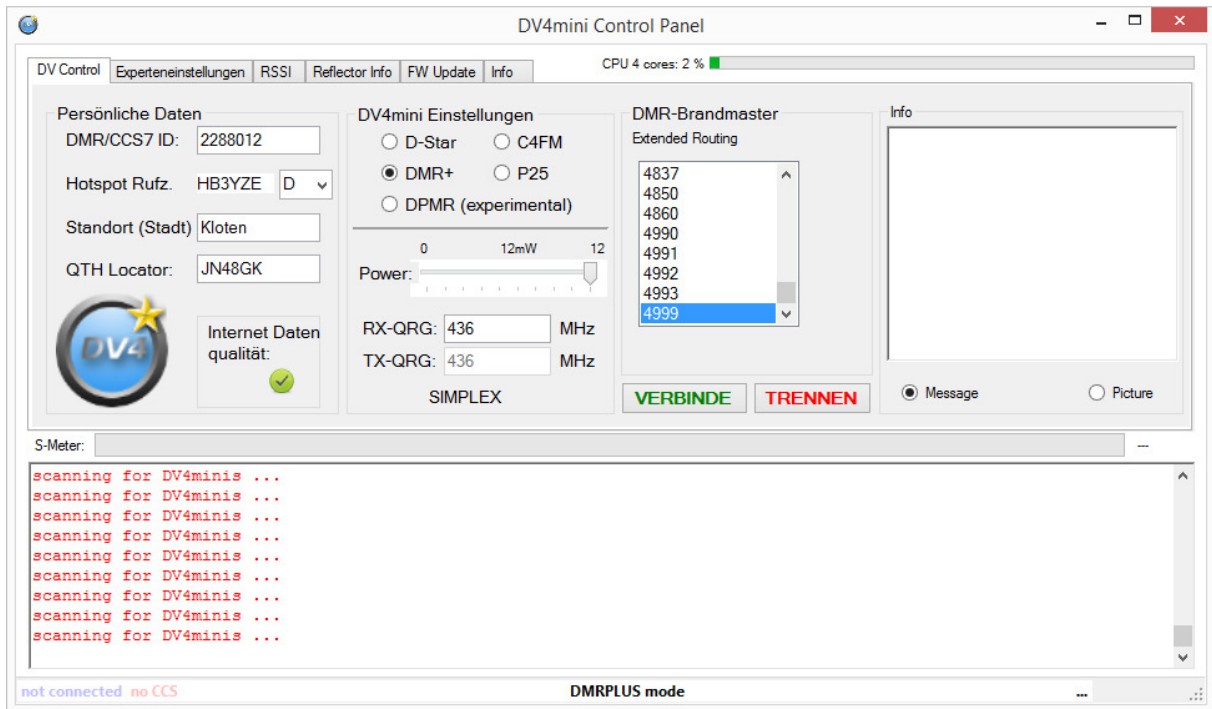 DV4mini Control Panel
DV Control Experteneinstellungen RSSI Reflector Info FW Update Info
CPU 4 cores: 2 %
Persönliche Daten
DMR/CCS7 ID: 2288012
Hotspot Rufz. HB3YZE D
Standort (Stadt) Kloten
QTH Locator: JN48GK
DV4
Internet Daten
qualität:
DV4mini Einstellungen
D-Star C4FM
DMR+ P25
DPMR (experimental)
0 12mW 12
Power:
RX-QRG: 436 MHz
TX-QRG: 436 MHz
SIMPLEX
DMR-Brandmaster
Extended Routing
4837
4850
4860
4990
4991
4992
4993
4999
VERBINDE TRENNEN
Info
Message Picture
S-Meter: ---
scanning for DV4minis ...
scanning for DV4minis ...
scanning for DV4minis ...
scanning for DV4minis ...
scanning for DV4minis ...
scanning for DV4minis ...
scanning for DV4minis ...
scanning for DV4minis ...
scanning for DV4minis ...
not connected no CCS DMRPLUS mode ...